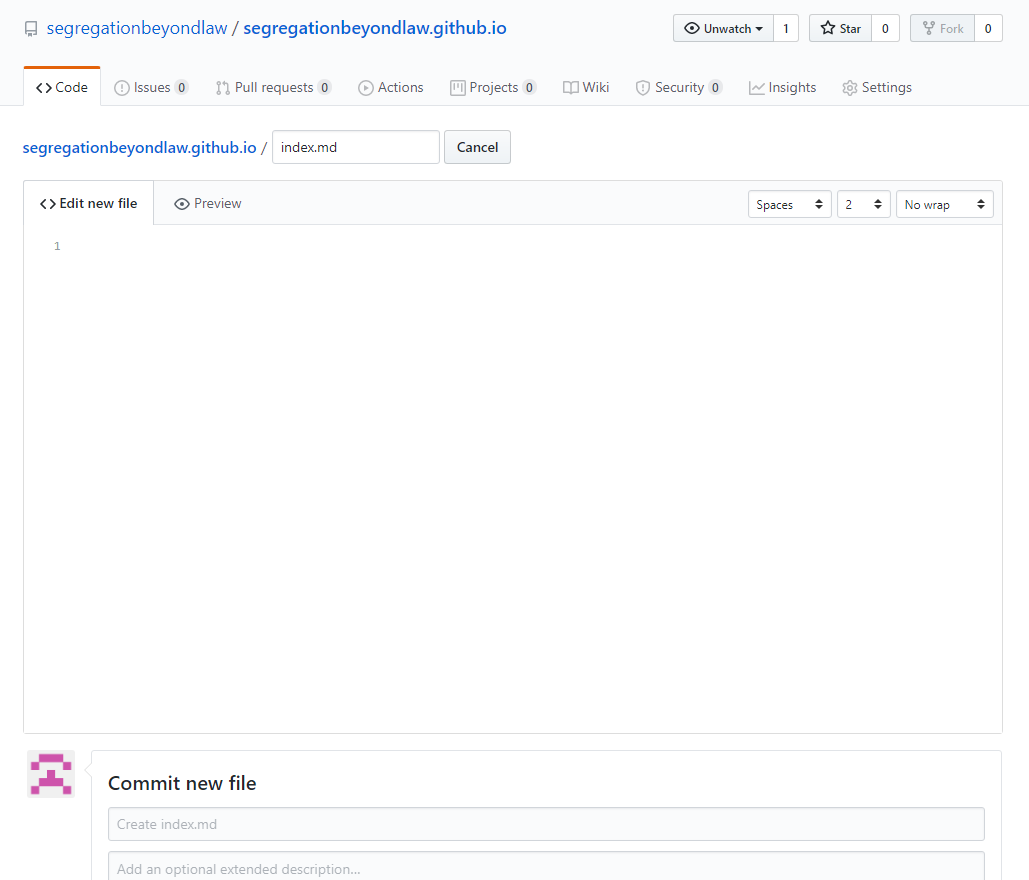 segregationbeyondlaw / segregationbeyondlaw.github.io Unwatch 1 Star 0 Fork 0
Code Issues 0 Pull requests 0 Actions Projects 0 Wiki Security 0 Insights Settings
segregationbeyondlaw.github.io / index.md Cancel
Edit new file Preview Spaces 2 No wrap
1
Commit new file
Create index.md
Add an optional extended description...